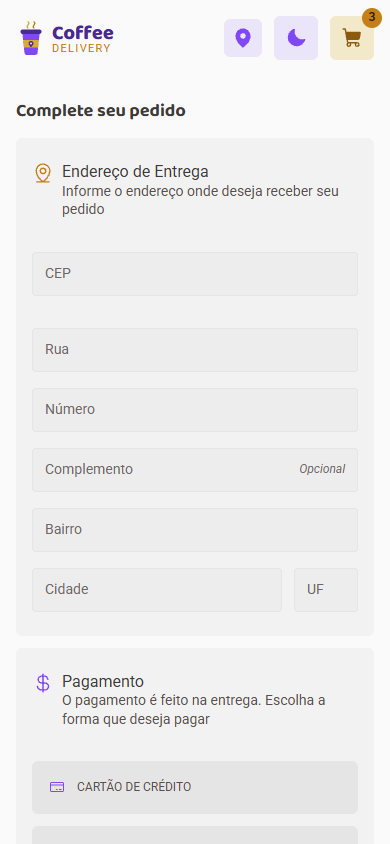 Coffee
DELIVERY
3
Complete seu pedido
Endereço de Entrega
Informe o endereço onde deseja receber seu
pedido
CEP
Rua
Número
Complemento
Opcional
Bairro
Cidade
UF
Pagamento
O pagamento é feito na entrega. Escolha a
forma que deseja pagar
CARTÃO DE CRÉDITO